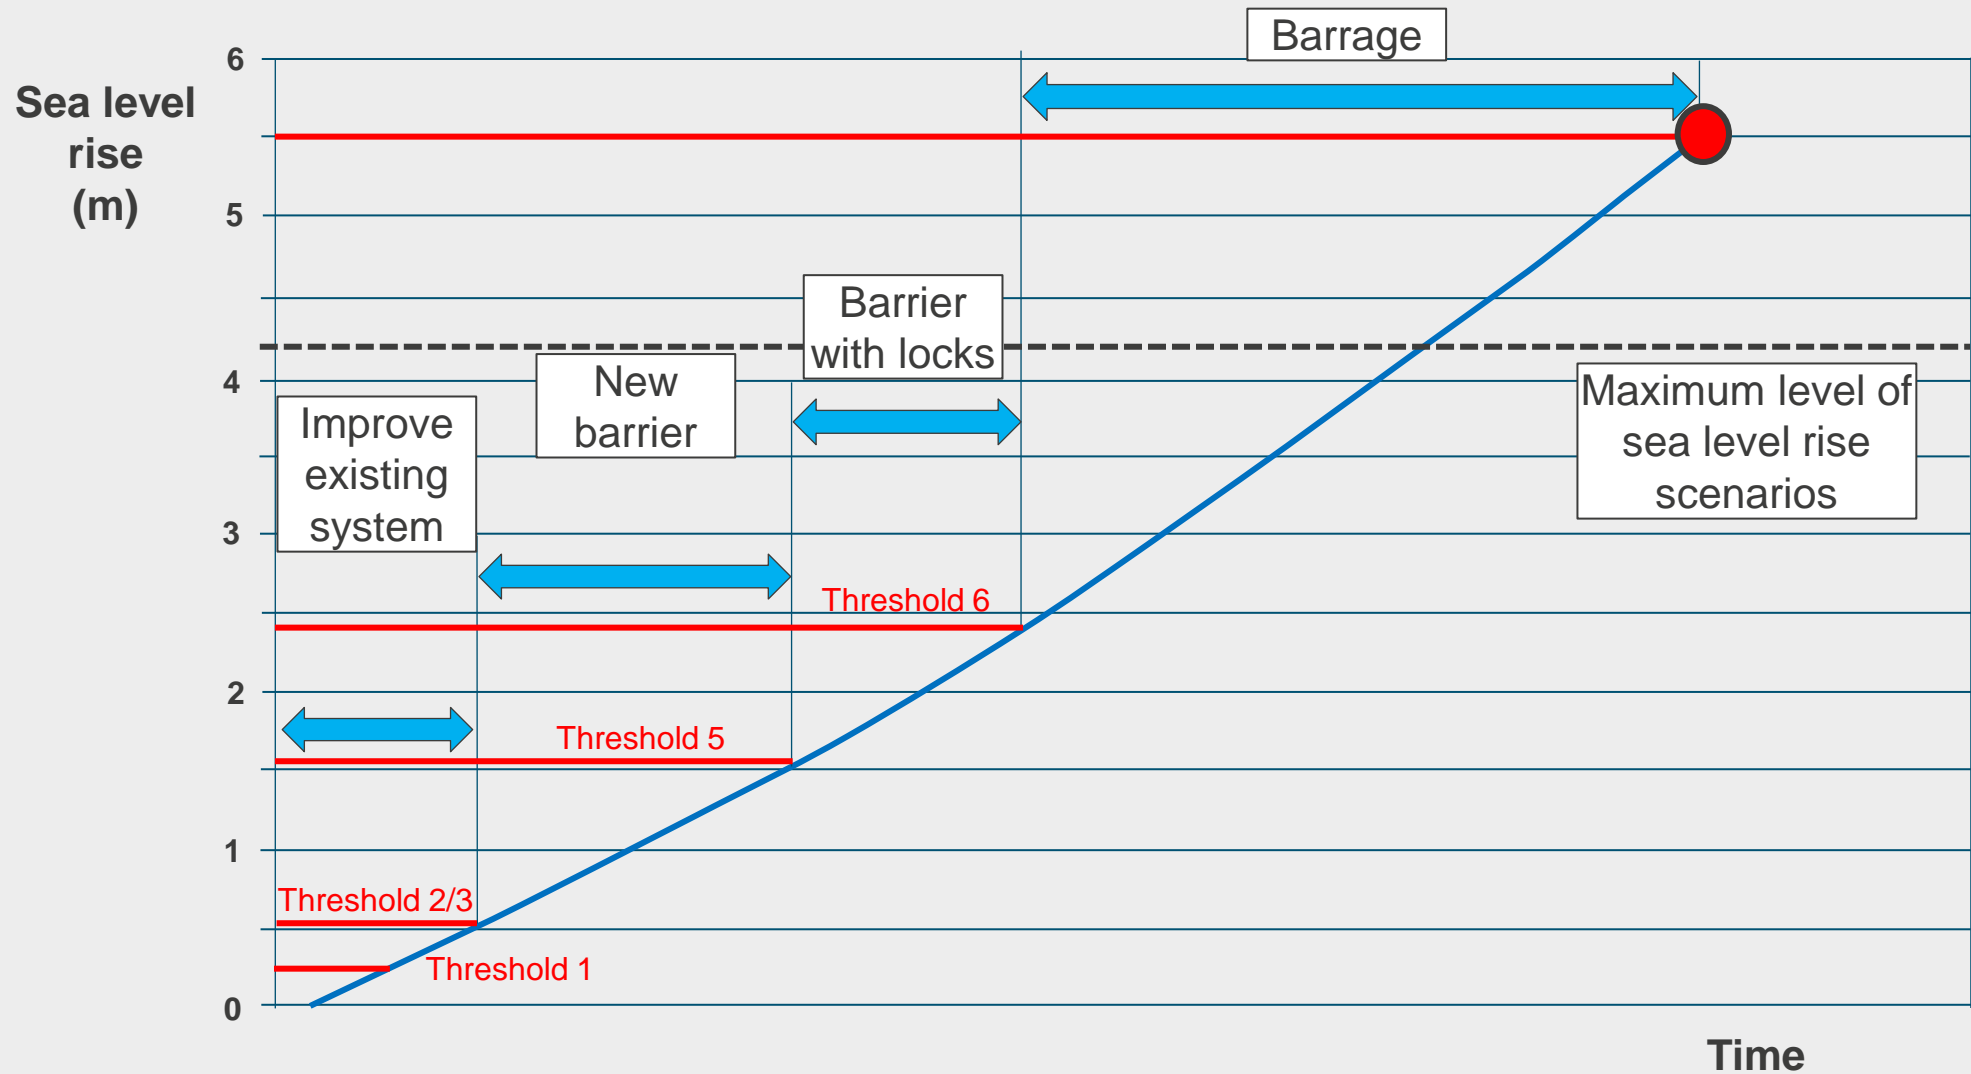 Barrage
6
Sea level
rise
(m)
5
Barrier
with locks
4
New
barrier
Maximum level of
sea level rise
scenarios
Improve
existing
system
3
Threshold 6
2
Threshold 5
1
Threshold 2/3
Threshold 1
0
Time